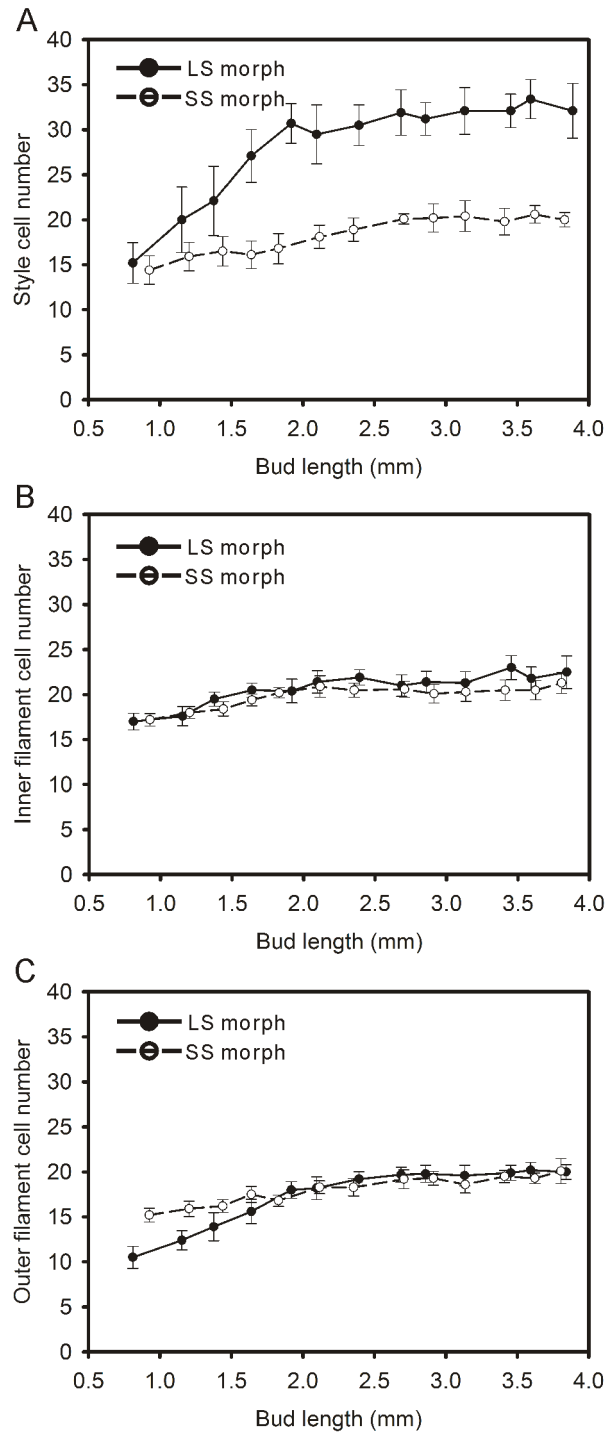 A
40
35
30
25
20
15
10
5
0
Style cell number
LS morph
SS morph
0.5 1.0 1.5 2.0 2.5 3.0 3.5 4.0
Bud length (mm)
B
40
35
30
25
20
15
10
5
0
Inner filament cell number
LS morph
SS morph
0.5 1.0 1.5 2.0 2.5 3.0 3.5 4.0
Bud length (mm)
C
40
35
30
25
20
15
10
5
0
Outer filament cell number
LS morph
SS morph
0.5 1.0 1.5 2.0 2.5 3.0 3.5 4.0
Bud length (mm)